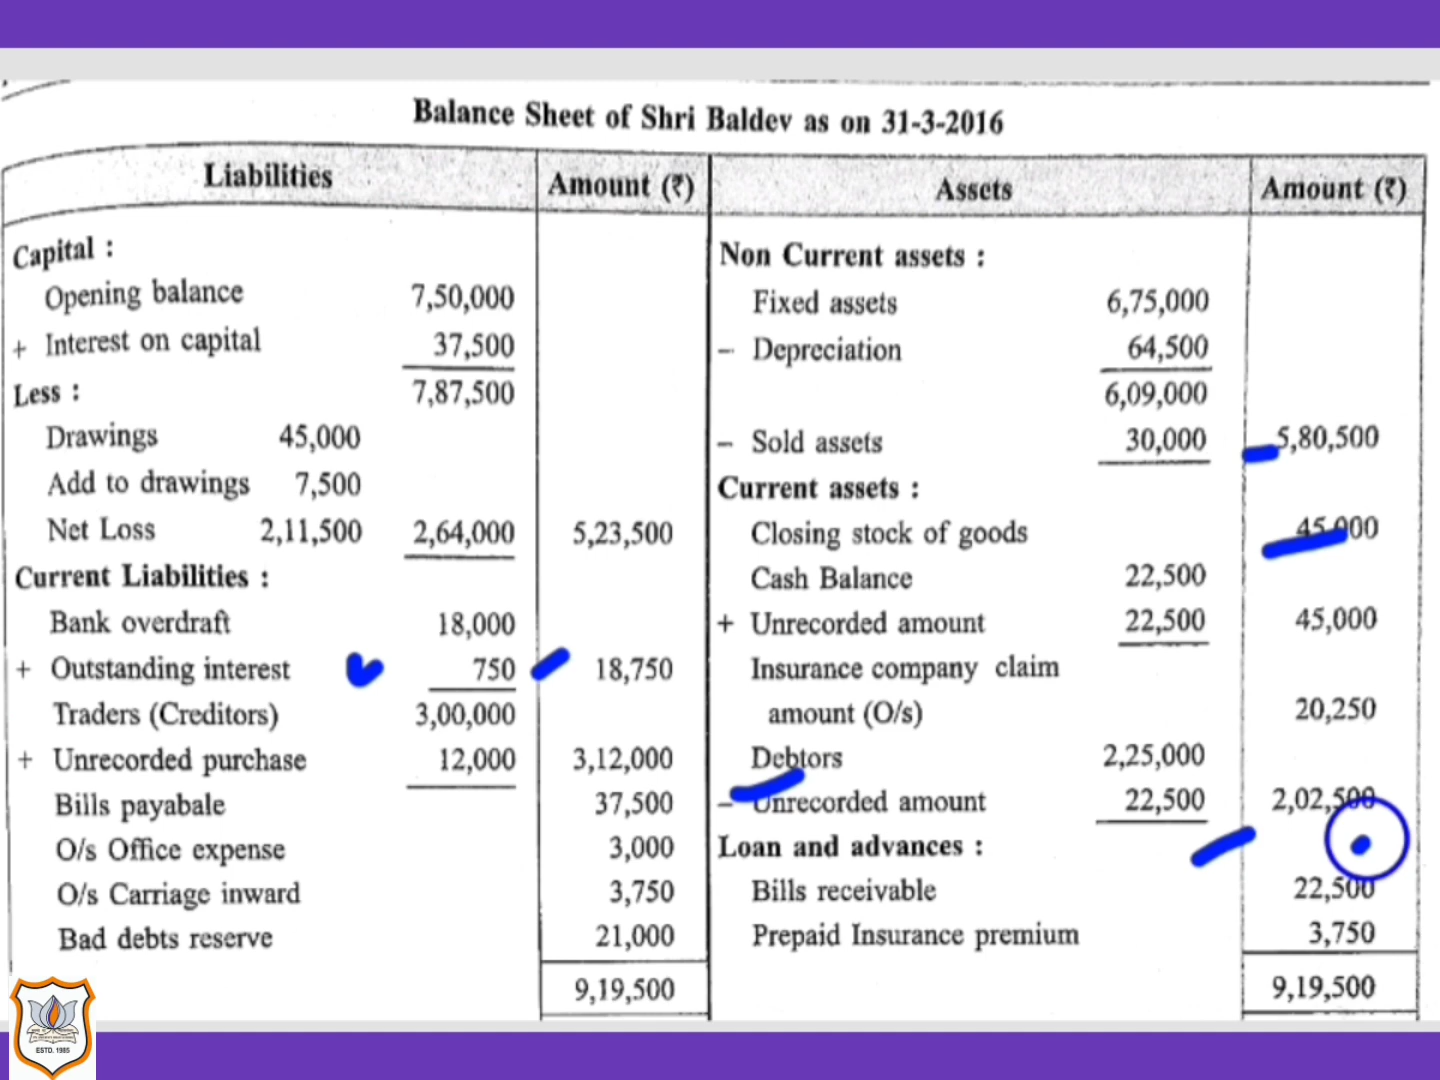 Balance Sheet of Shri Baldev as on 31-3-2016
Liabilities Amount (₹) Assets Amount (₹)
Capital : Non Current assets :
Opening balance 7,50,000 Fixed assets 6,75,000
+ Interest on capital 37,500 – Depreciation 64,500
Less : 7,87,500 6,09,000
Drawings 45,000 – Sold assets 30,000 5,80,500
Add to drawings 7,500 Current assets :
Net Loss 2,11,500 2,64,000 5,23,500 Closing stock of goods 45,000
Current Liabilities : Cash Balance 22,500
Bank overdraft 18,000 + Unrecorded amount 22,500 45,000
+ Outstanding interest 750 18,750 Insurance company claim
Traders (Creditors) 3,00,000 amount (O/s) 20,250
+ Unrecorded purchase 12,000 3,12,000 Debtors 2,25,000
Bills payabale 37,500 – Unrecorded amount 22,500 2,02,500
O/s Office expense 3,000 Loan and advances :
O/s Carriage inward 3,750 Bills receivable 22,500
Bad debts reserve 21,000 Prepaid Insurance premium 3,750
9,19,500 9,19,500
ESTD. 1985